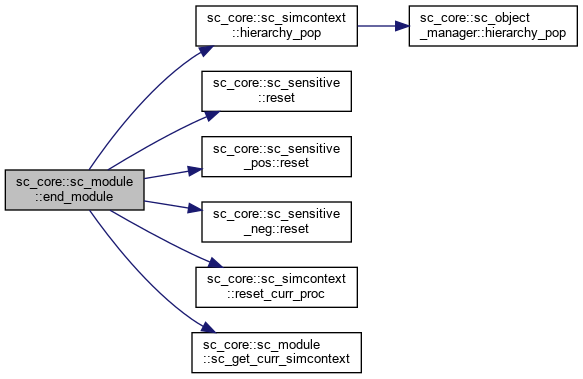 sc_core::sc_module
::end_module
sc_core::sc_simcontext
::hierarchy_pop
sc_core::sc_object
_manager::hierarchy_pop
sc_core::sc_sensitive
::reset
sc_core::sc_sensitive
_pos::reset
sc_core::sc_sensitive
_neg::reset
sc_core::sc_simcontext
::reset_curr_proc
sc_core::sc_module
::sc_get_curr_simcontext